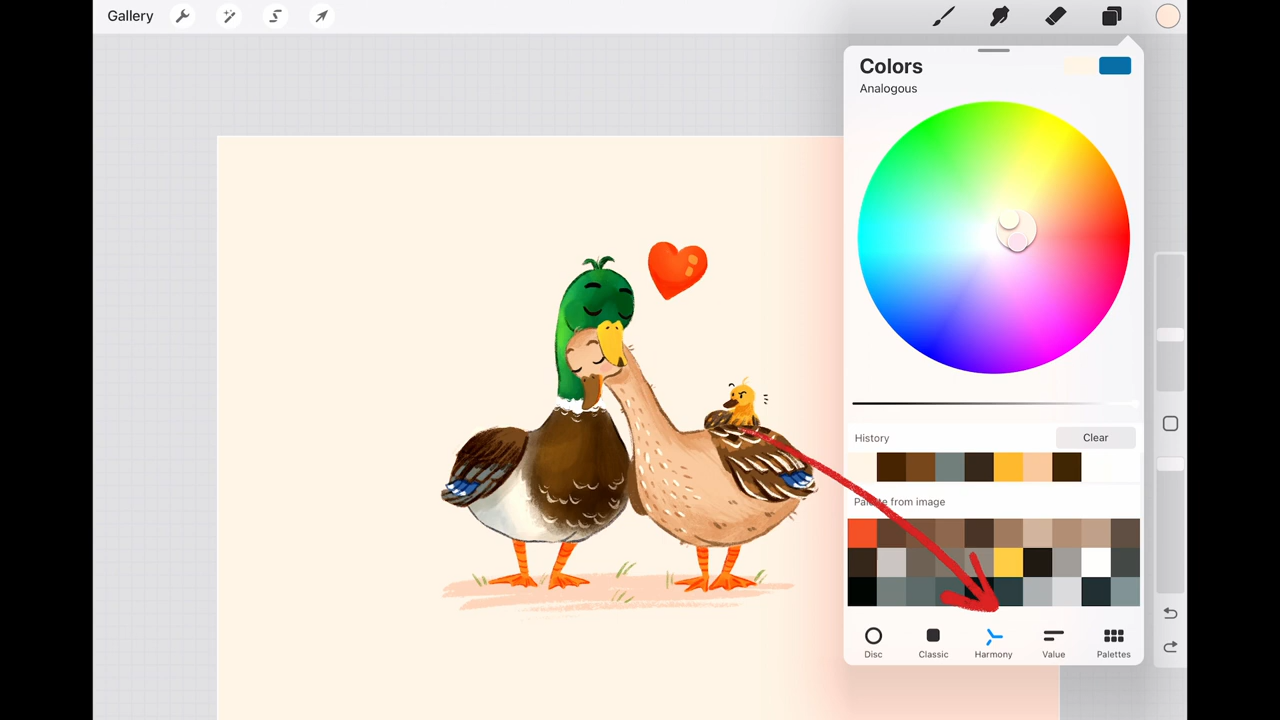 Gallery
Colors
Analogous
History
Clear
Palette from image
Disc
Classic
Harmony
Value
Palettes